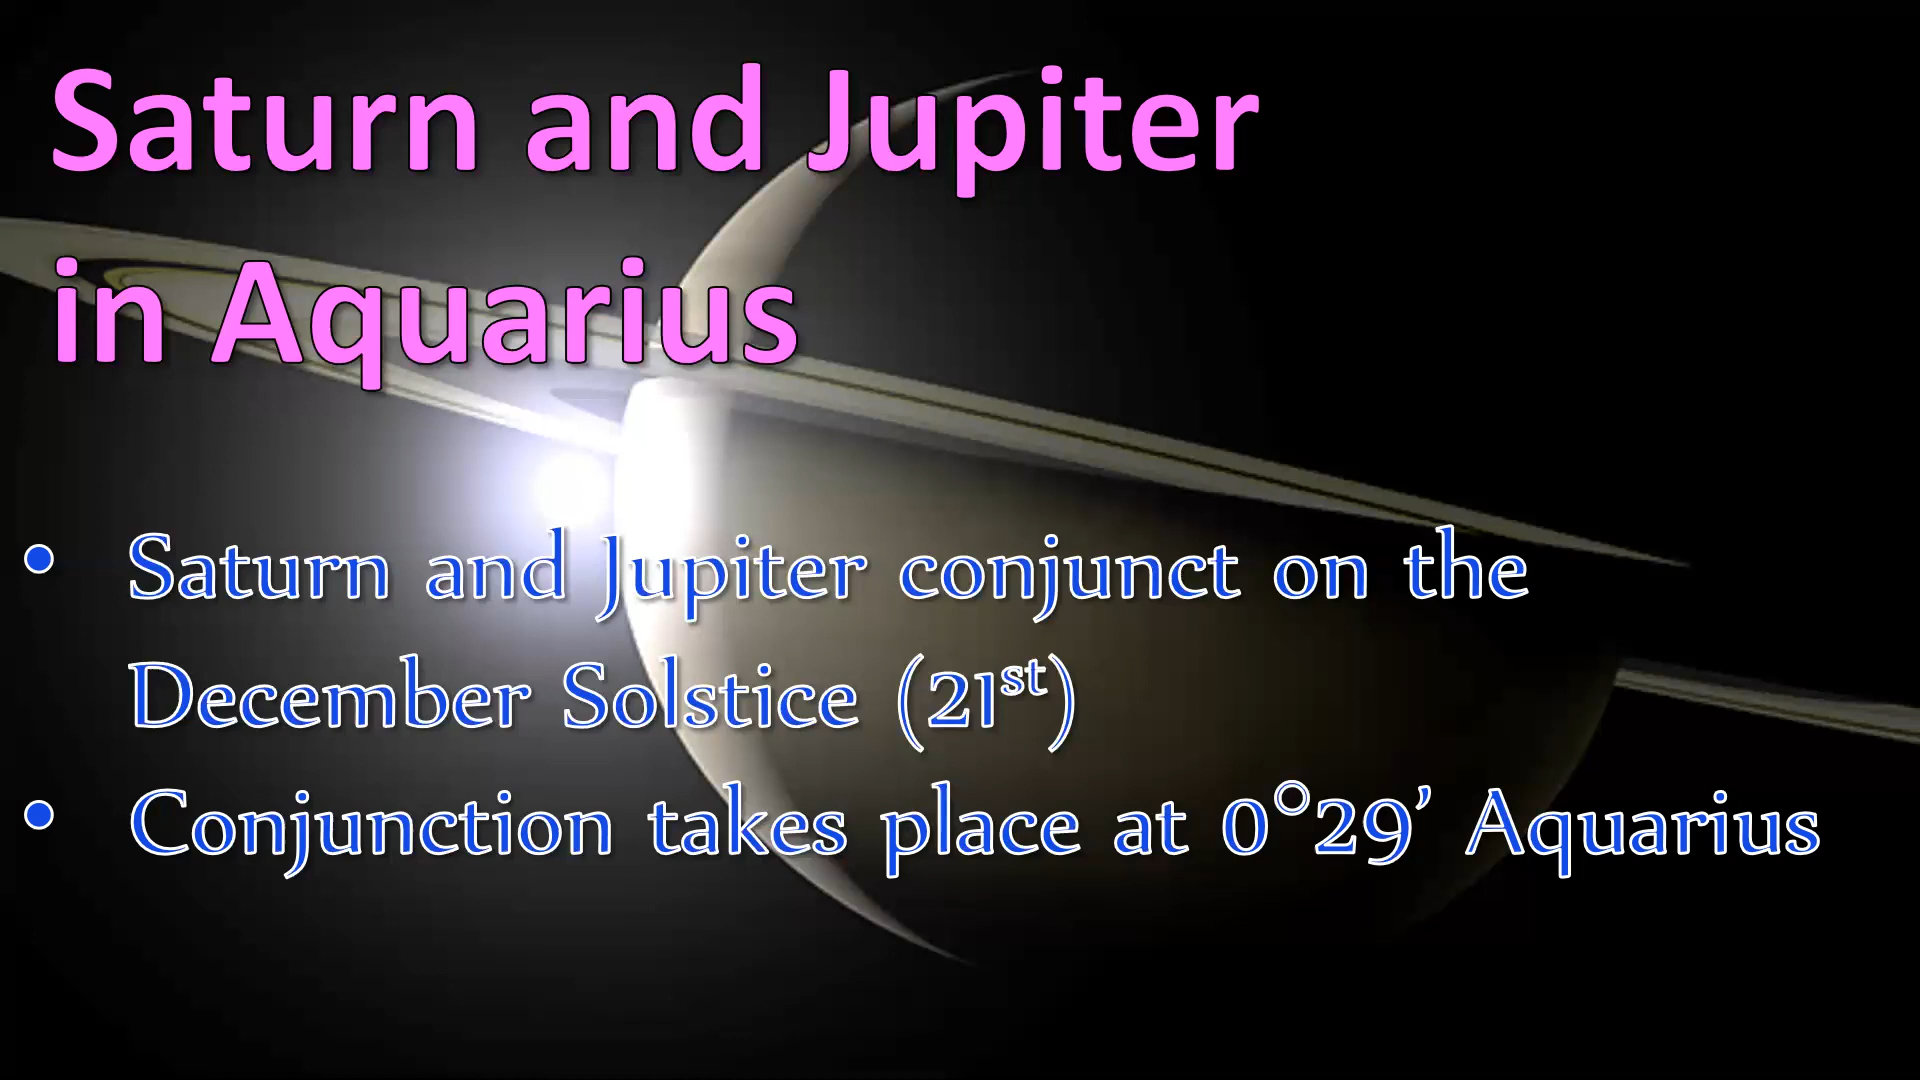 Saturn and Jupiter
in Aquarius
• Saturn and Jupiter conjunct on the
December Solstice (21st)
• Conjunction takes place at 0°29’ Aquarius